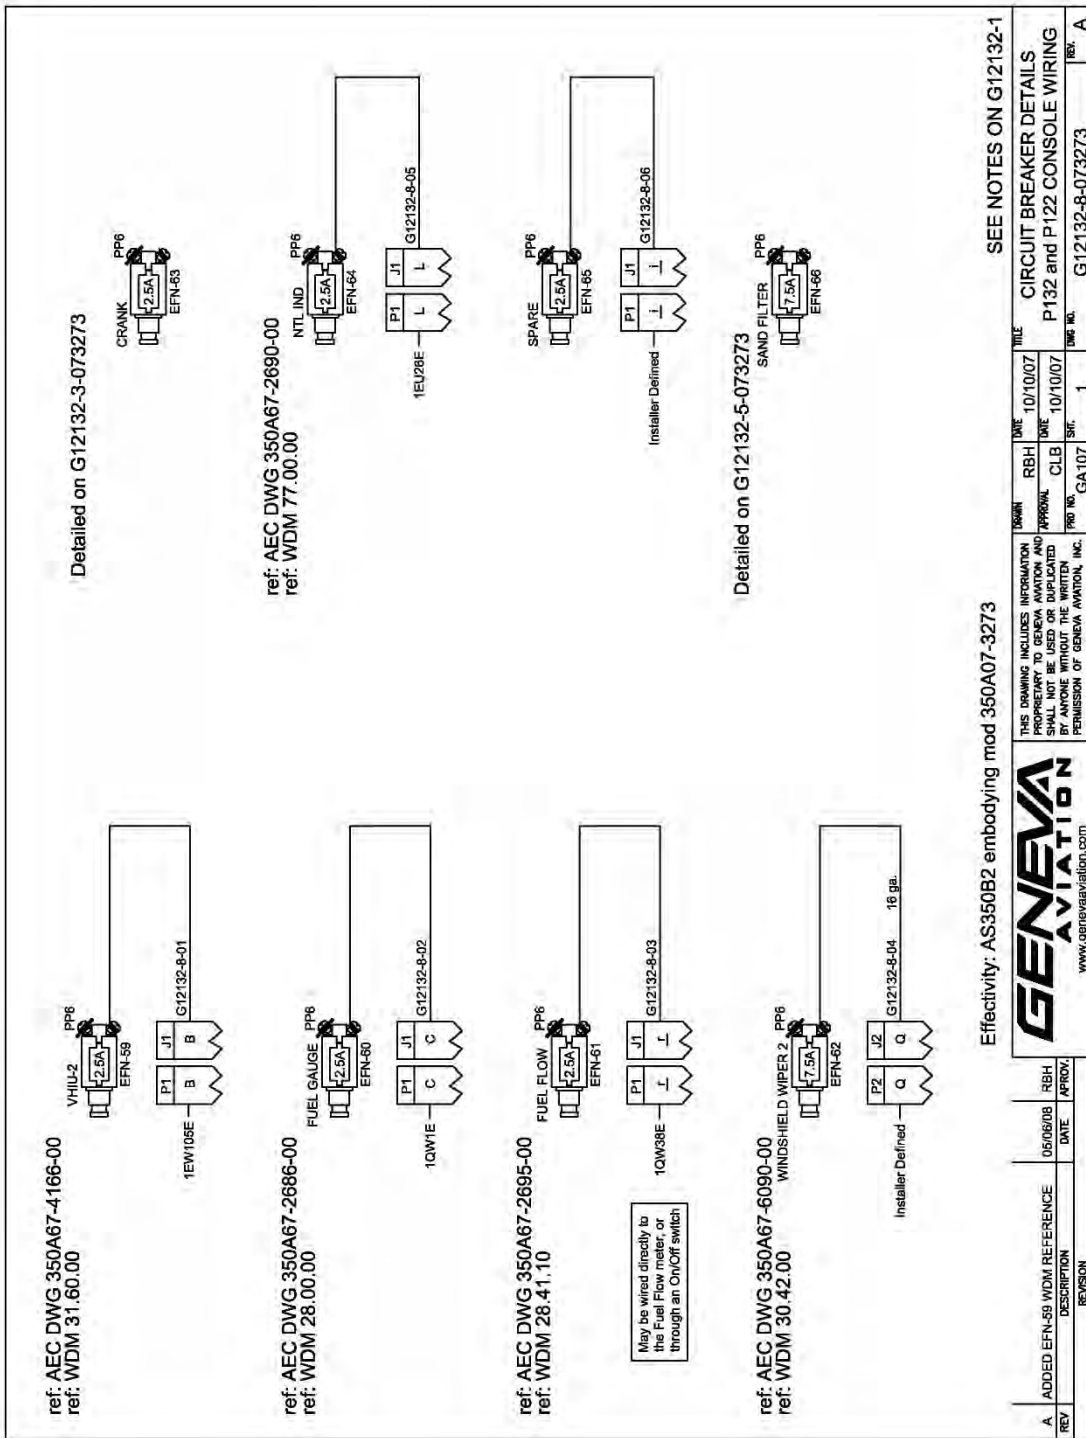 ref: AEC DWG 350A67-4166-00
ref: WDM 31.60.00
VHIU-2
PP6
2.5A
EFN-59
P1
J1
B
B
1EW105E
G12132-8-01
ref: AEC DWG 350A67-2686-00
ref: WDM 28.00.00
FUEL GAUGE
PP6
2.5A
EFN-60
P1
J1
C
C
1QW1E
G12132-8-02
ref: AEC DWG 350A67-2695-00
ref: WDM 28.41.10
FUEL FLOW
PP6
2.5A
EFN-61
P1
J1
r
r
1QW38E
G12132-8-03
May be wired directly to
the Fuel Flow meter, or
through an On/Off switch
ref: AEC DWG 350A67-6090-00
ref: WDM 30.42.00
WINDSHIELD WIPER 2
PP6
7.5A
EFN-62
P2
J2
Q
Q
Installer Defined
G12132-8-04
16 ga.
Detailed on G12132-3-073273
CRANK
PP6
2.5A
EFN-63
ref: AEC DWG 350A67-2690-00
ref: WDM 77.00.00
NTL IND
PP6
2.5A
EFN-64
P1
J1
L
L
1EU28E
G12132-8-05
SPARE
PP6
2.5A
EFN-65
P1
J1
i
i
Installer Defined
G12132-8-06
Detailed on G12132-5-073273
SAND FILTER
PP6
7.5A
EFN-66
Effectivity: AS350B2 embodying mod 350A07-3273
SEE NOTES ON G12132-1
A
ADDED EFN-59 WDM REFERENCE
05/06/08
RBH
REV
DESCRIPTION
DATE
APROV.
REVISION
GENEVA
AVIATION
www.genevaaviation.com
THIS DRAWING INCLUDES INFORMATION
PROPRIETARY TO GENEVA AVIATION AND
SHALL NOT BE USED OR DUPLICATED
BY ANYONE WITHOUT THE WRITTEN
PERMISSION OF GENEVA AVIATION, INC.
DRAWN
RBH
DATE
10/10/07
APPROVAL
CLB
DATE
10/10/07
PRD NO.
GA107
SHT.
1
TITLE
CIRCUIT BREAKER DETAILS
P132 and P122 CONSOLE WIRING
DWG NO.
G12132-8-073273
REV.
A